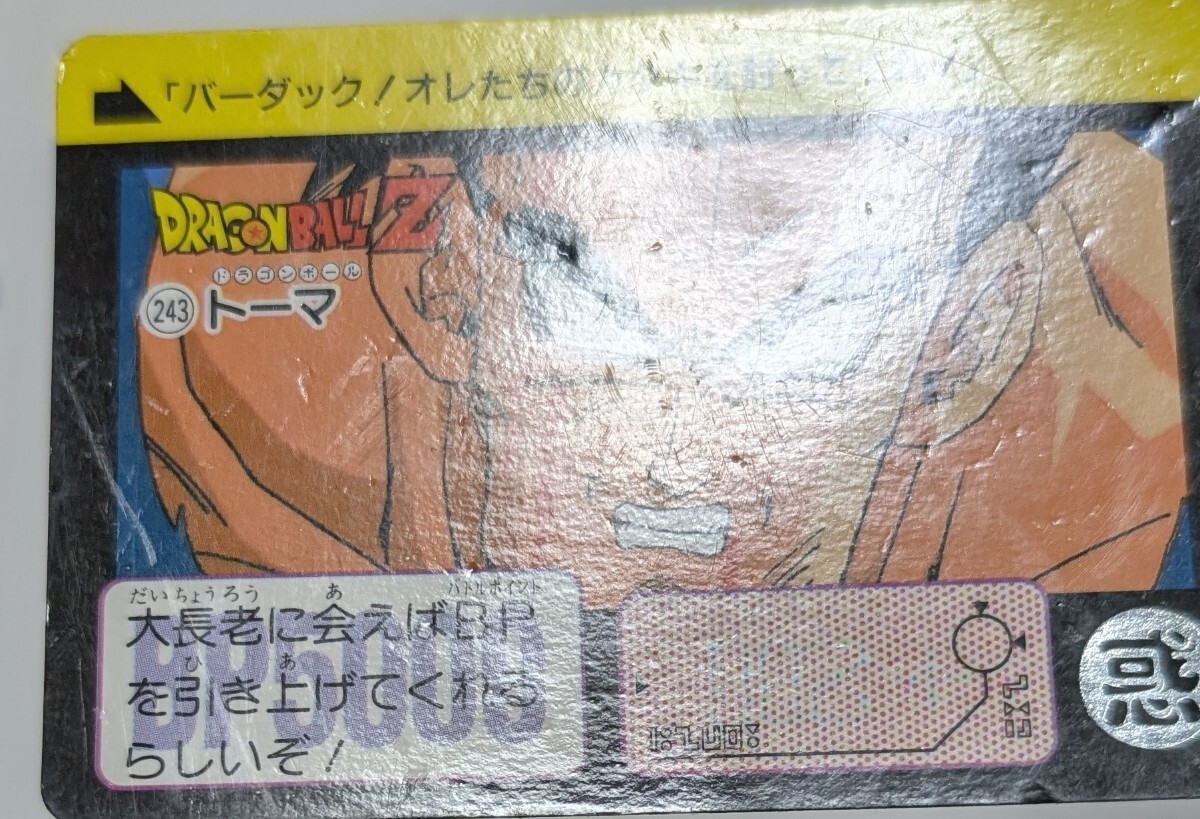 「バーダック！オレたちの
DRAGON BALL Z
ドラゴンボール
243 トーマ
だいちょうろう あ バトルポイント
大長老に会えばB.P.
ひ あ
を引き上げてくれる
らしいぞ！
BP5000
惑